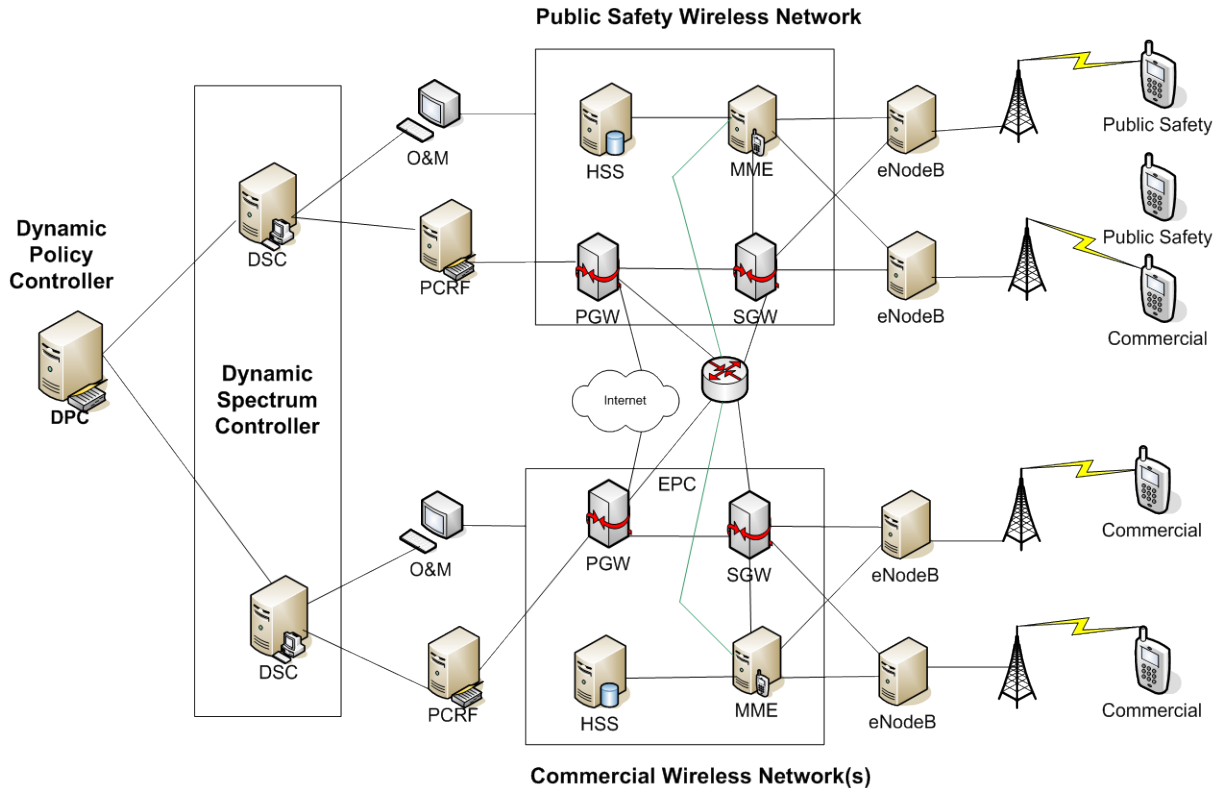 Public Safety Wireless Network
O&M
HSS
MME
eNodeB
Public Safety
Dynamic
Policy
Controller
DSC
PCRF
PGW
SGW
eNodeB
Public Safety
Commercial
DPC
Dynamic
Spectrum
Controller
Internet
EPC
O&M
PGW
SGW
eNodeB
Commercial
DSC
PCRF
HSS
MME
eNodeB
Commercial
Commercial Wireless Network(s)